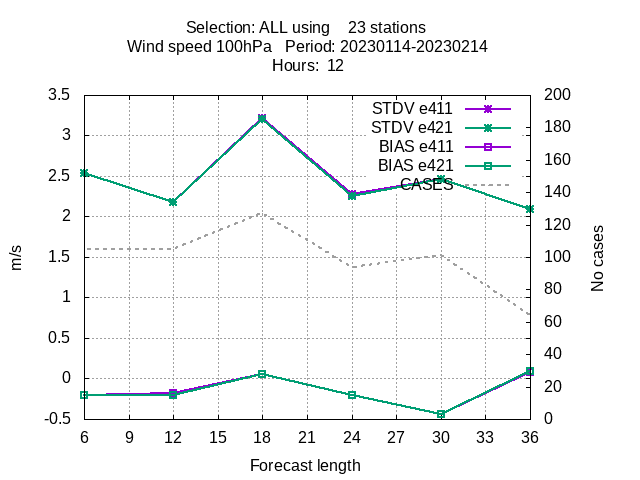 Selection: ALL using 23 stations
Wind speed 100hPa Period: 20230114-20230214
Hours: 12
STDV e411
STDV e421
BIAS e411
BIAS e421
CASES
3.5
3
2.5
2
1.5
1
0.5
0
-0.5
m/s
200
180
160
140
120
100
80
60
40
20
0
No cases
6 9 12 15 18 21 24 27 30 33 36
Forecast length